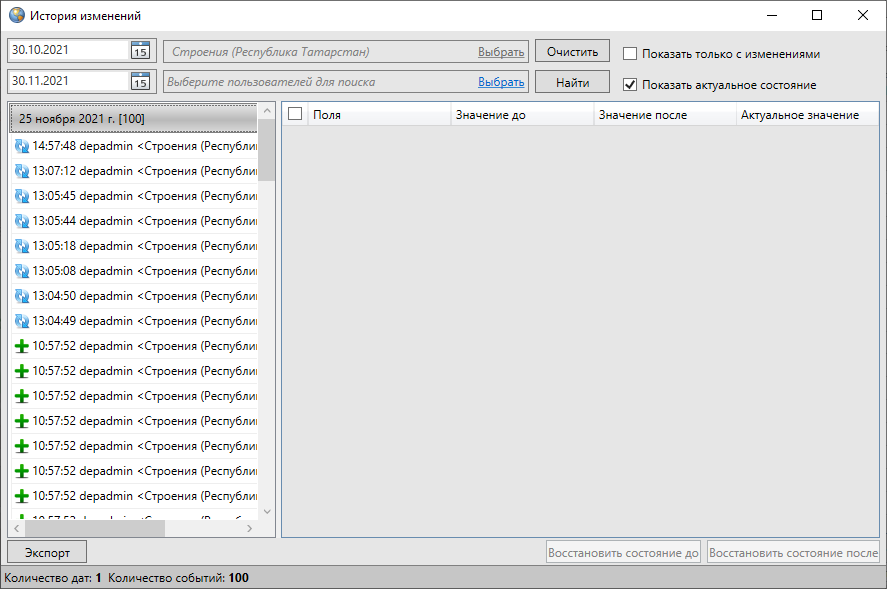 История изменений
30.10.2021 15 Строения (Республика Татарстан) Выбрать Очистить Показать только с изменениями
30.11.2021 15 Выберите пользователей для поиска Выбрать Найти Показать актуальное состояние
25 ноября 2021 г. [100]
Поля Значение до Значение после Актуальное значение
14:57:48 depadmin <Строения (Республи
13:07:12 depadmin <Строения (Республи
13:05:45 depadmin <Строения (Республи
13:05:44 depadmin <Строения (Республи
13:05:18 depadmin <Строения (Республи
13:05:08 depadmin <Строения (Республи
13:04:50 depadmin <Строения (Республи
13:04:49 depadmin <Строения (Республи
10:57:52 depadmin <Строения (Республи
10:57:52 depadmin <Строения (Республи
10:57:52 depadmin <Строения (Республи
10:57:52 depadmin <Строения (Республи
10:57:52 depadmin <Строения (Республи
10:57:52 depadmin <Строения (Республи
10:57:52 depadmin <Строения (Республи
Экспорт Восстановить состояние до Восстановить состояние после
Количество дат: 1 Количество событий: 100